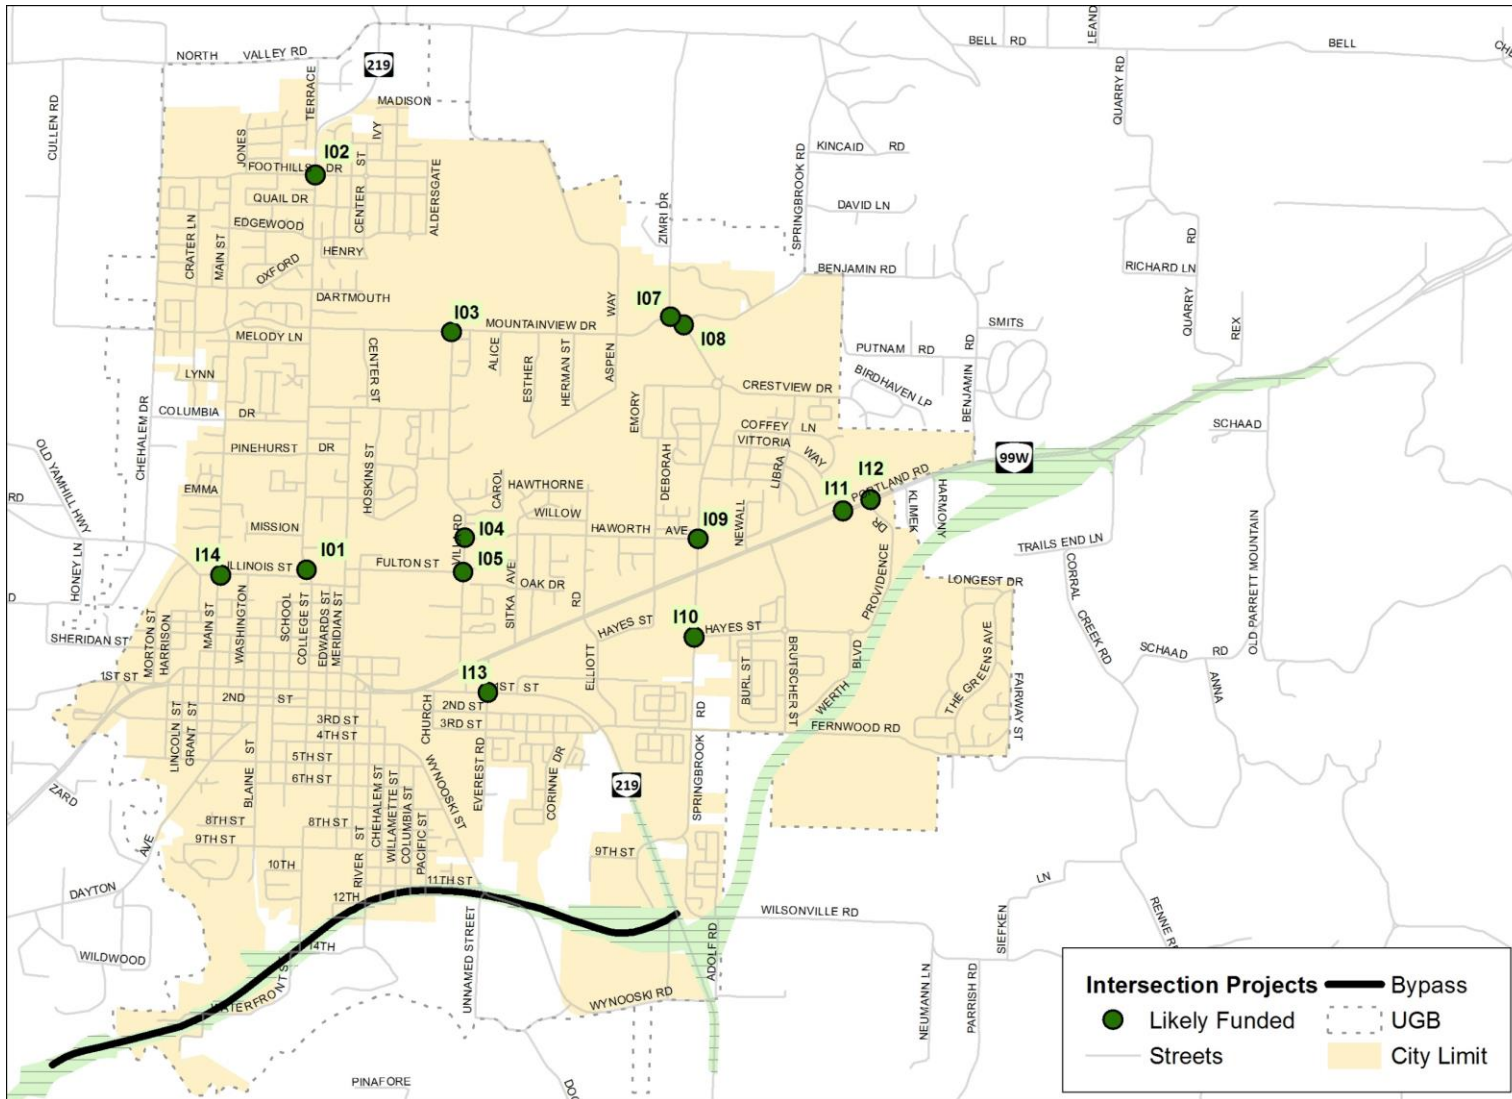 NORTH VALLEY RD
219
BELL RD
LEAND
BELL
CULLEN RD
TERRACE
MADISON
IVY
JONES
I02
FOOTHILLS DR
CENTER ST
QUAIL DR
EDGEWOOD
ALDERSGATE
HENRY
CRATER LN
MAIN ST
OXFORD
DARTMOUTH
QUARRY RD
KINCAID RD
SPRINGBROOK RD
DAVID LN
ZIMRI DR
BENJAMIN RD
RICHARD LN
QUARRY RD
REX
SMITS
I07
I08
I03
MOUNTAINVIEW DR
ASPEN WAY
MELODY LN
CENTER ST
ALICE
ESTHER
HERMAN ST
PUTNAM RD
BENJAMIN RD
BIRDHAVEN LP
LYNN
CRESTVIEW DR
COLUMBIA DR
CHEHALEM DR
EMORY
COFFEY LN
VITTORIA WAY
LIBRA
SCHAAD
PINEHURST DR
HOSKINS ST
DEBORAH
OLD YAMHILL HWY
RD
99W
EMMA
CAROL
HAWTHORNE
WILLOW
I12
I11
PORTLAND RD
KLIMEK
HARMONY
MISSION
VILLA RD
I04
HAWORTH AVE
I09
NEWALL
TRAILS END LN
HONEY LN
I14
ILLINOIS ST
I01
FULTON ST
I05
SITKA AVE
OAK DR
RD
PROVIDENCE DR
LONGEST DR
CORRAL CREEK RD
OLD PARRETT MOUNTAIN
D
SHERIDAN ST
MORTON ST
HARRISON
MAIN ST
WASHINGTON
SCHOOL
COLLEGE ST
EDWARDS ST
MERIDIAN ST
HAYES ST
I10
HAYES ST
ELLIOTT
BURL ST
BRUTSCHER ST
WERTH BLVD
THE GREENS AVE
FAIRWAY ST
SCHAAD RD
ANNA
1ST ST
I13
1ST ST
2ND ST
2ND ST
3RD ST
3RD ST
4TH ST
5TH ST
6TH ST
LINCOLN ST
GRANT ST
BLAINE ST
CHURCH
WYNOOSKI ST
EVEREST RD
CORINNE DR
219
SPRINGBROOK RD
FERNWOOD RD
ZARD
8TH ST
8TH ST
9TH ST
9TH ST
10TH
RIVER ST
CHEHALEM ST
WILLAMETTE ST
COLUMBIA ST
PACIFIC ST
11TH ST
12TH
14TH
AVE
DAYTON
WILDWOOD
WATERFRONT ST
UNNAMED STREET
WYNOOSKI RD
ADOLF RD
WILSONVILLE RD
LN
SIEFKEN
NEUMANN LN
PARRISH RD
PINAFORE
Intersection Projects
Likely Funded
Streets
Bypass
UGB
City Limit